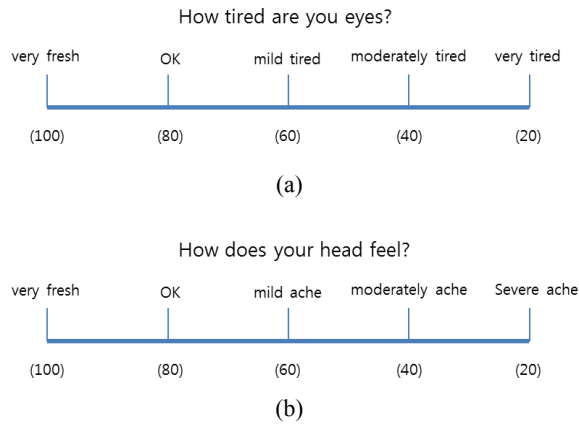 How tired are you eyes?
very fresh OK mild tired moderately tired very tired
(100) (80) (60) (40) (20)
(a)
How does your head feel?
very fresh OK mild ache moderately ache Severe ache
(100) (80) (60) (40) (20)
(b)